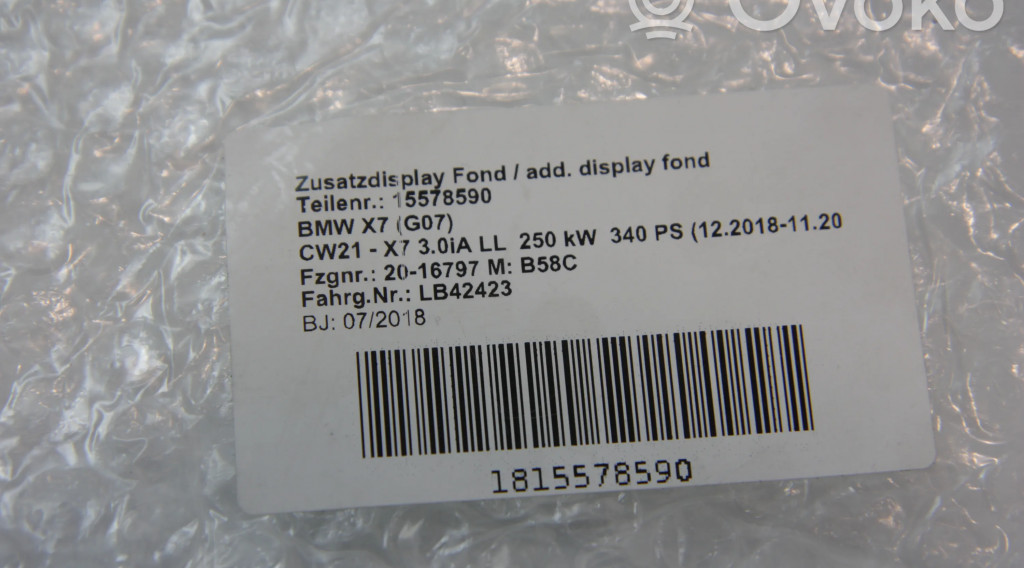 Ovoko
Zusatzdisplay Fond / add. display fond
Teilenr.: 15578590
BMW X7 (G07)
CW21 - X7 3.0iA LL 250 kW 340 PS (12.2018-11.20
Fzgnr.: 20-16797 M: B58C
Fahrg.Nr.: LB42423
BJ: 07/2018
1815578590